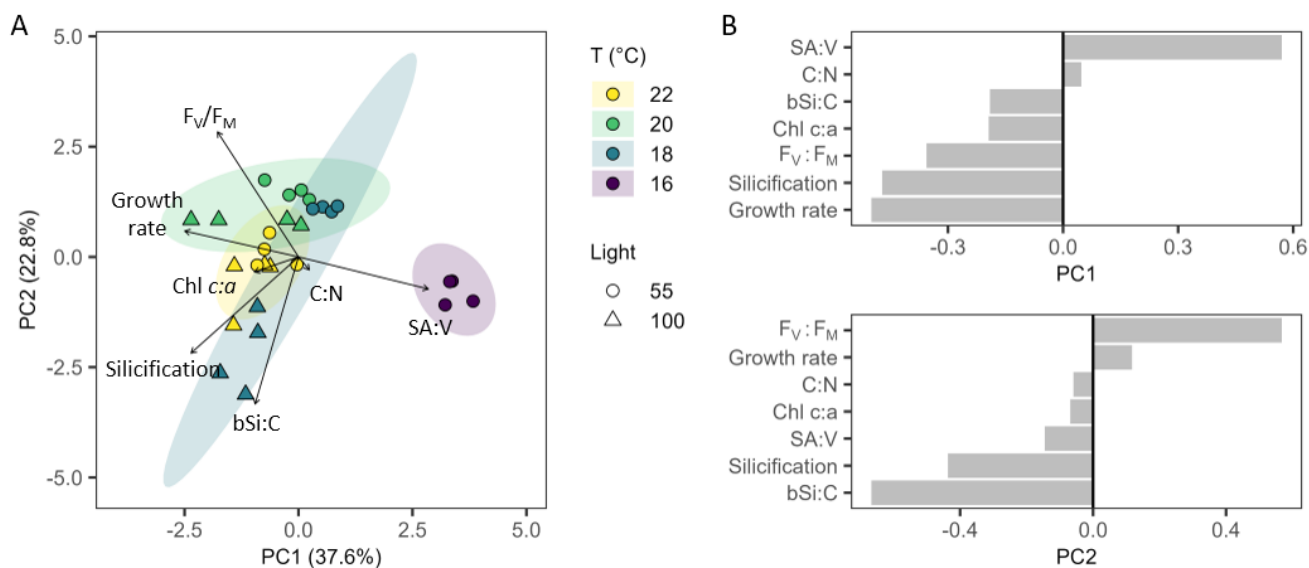 A
5.0
2.5
0.0
-2.5
-5.0
PC2 (22.8%)
-2.5
0.0
2.5
5.0
PC1 (37.6%)
FV/FM
Growth
rate
Chl c:a
C:N
SA:V
Silicification
bSi:C
T (°C)
22
20
18
16
Light
55
100
B
SA:V
C:N
bSi:C
Chl c:a
FV:FM
Silicification
Growth rate
-0.3
0.0
0.3
0.6
PC1
FV:FM
Growth rate
C:N
Chl c:a
SA:V
Silicification
bSi:C
-0.4
0.0
0.4
PC2